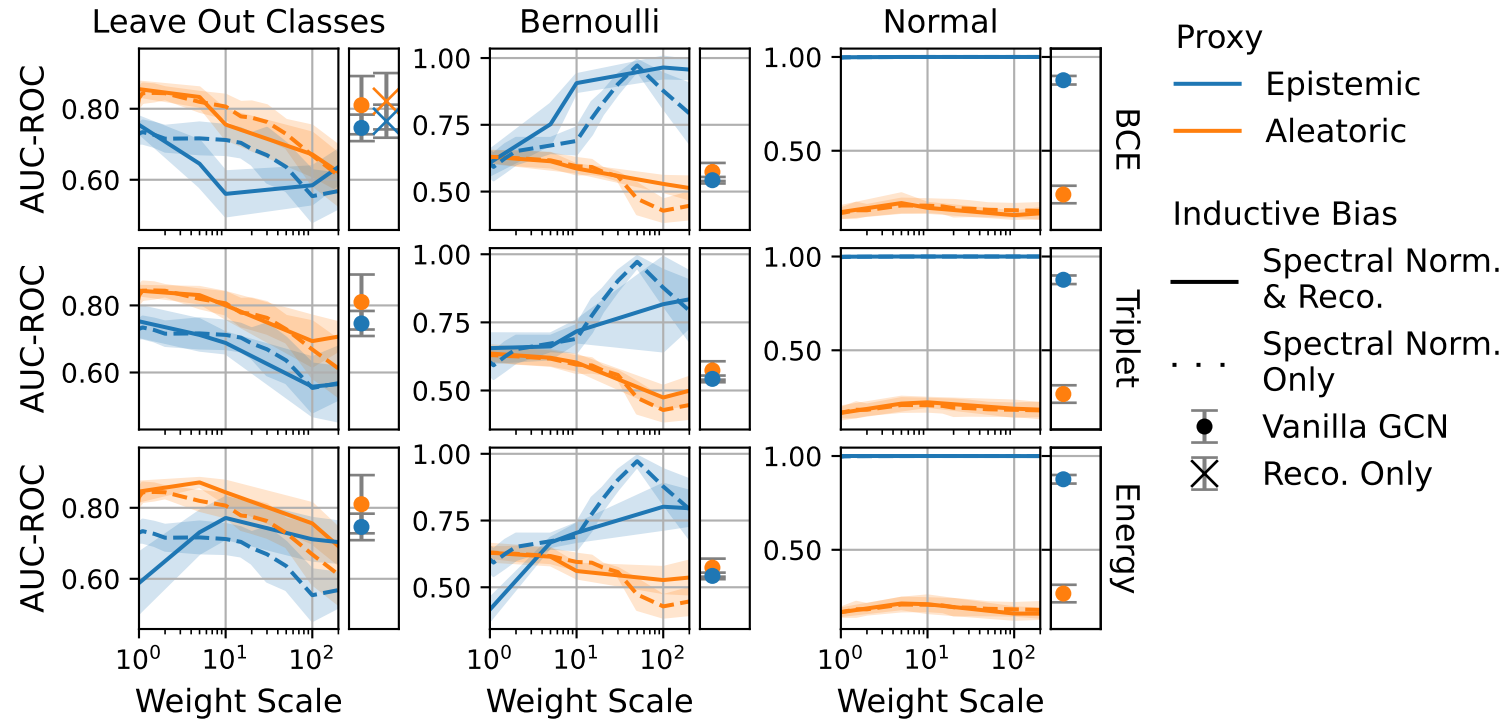 Leave Out Classes
Bernoulli
Normal
AUC-ROC
0.80
0.60
1.00
0.75
0.50
1.00
0.50
BCE
AUC-ROC
0.80
0.60
1.00
0.75
0.50
1.00
0.50
Triplet
AUC-ROC
0.80
0.60
1.00
0.75
0.50
1.00
0.50
Energy
10⁰ 10¹ 10²
10⁰ 10¹ 10²
10⁰ 10¹ 10²
Weight Scale
Weight Scale
Weight Scale
Proxy
Epistemic
Aleatoric
Inductive Bias
Spectral Norm.
& Reco.
Spectral Norm.
Only
Vanilla GCN
Reco. Only